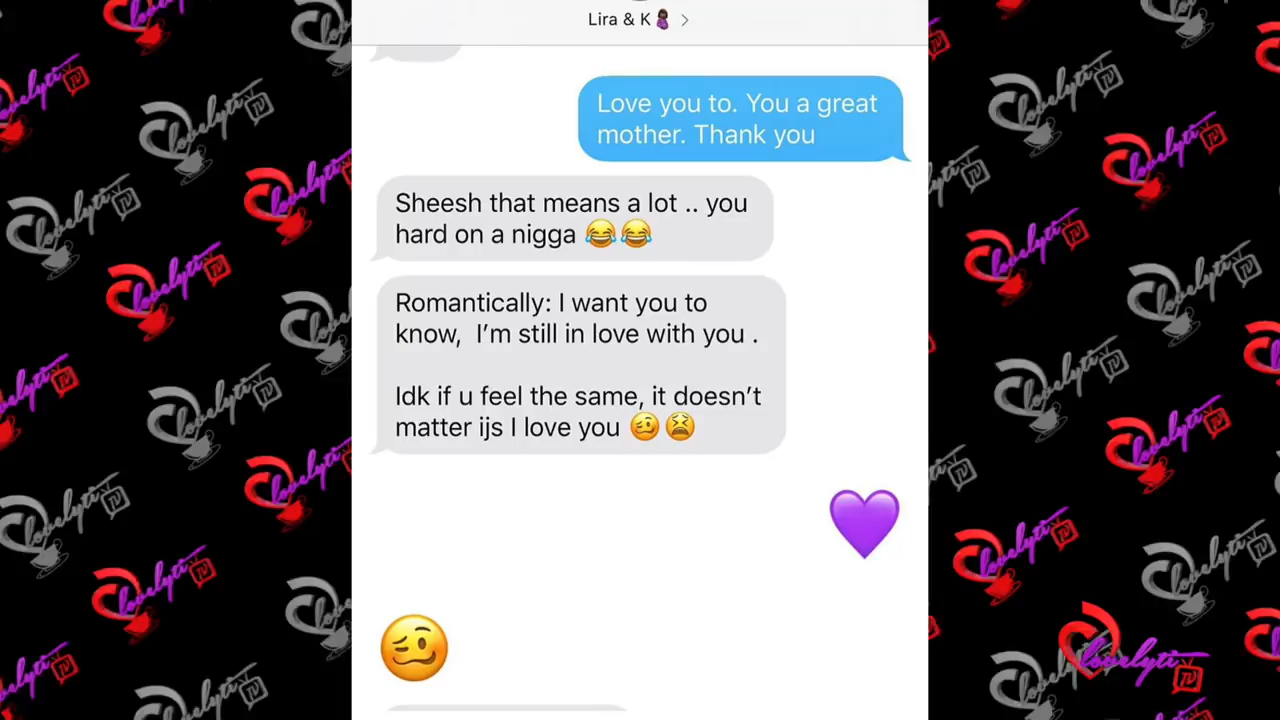 Lira & K🤰🏾 >
Love you to. You a great
mother. Thank you
Sheesh that means a lot .. you
hard on a nigga 😂😂
Romantically: I want you to
know,  I’m still in love with you .
Idk if u feel the same, it doesn’t
matter ijs I love you 🥴😫
💜
🥴
lovelyti TV